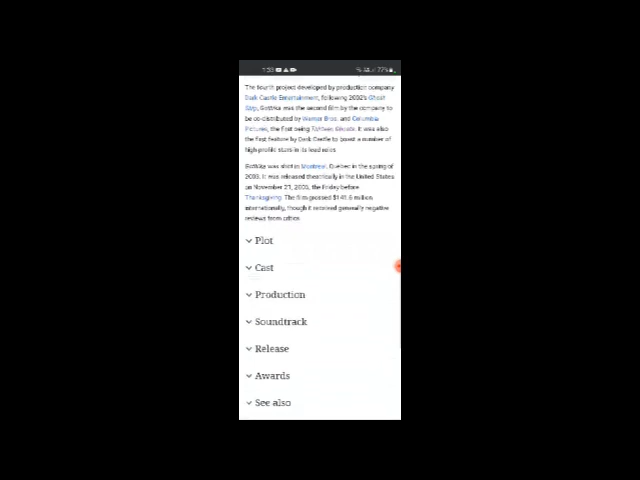 1:33
77%
The fourth project developed by production company
Dark Castle Entertainment, following 2002's Ghost
Ship, Gothika was the second film by the company to
be co-distributed by Warner Bros. and Columbia
Pictures, the first being Thirteen Ghosts. It was also
the first feature by Dark Castle to boast a number of
high-profile stars in its lead roles.
Gothika was shot in Montreal, Quebec in the spring of
2003. It was released theatrically in the United States
on November 21, 2003, the Friday before
Thanksgiving. The film grossed $141.6 million
internationally, though it received generally negative
reviews from critics.
Plot
Cast
Production
Soundtrack
Release
Awards
See also